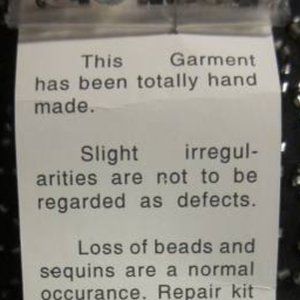 This Garment
has been totally hand
made.
Slight irregul-
arities are not to be
regarded as defects.
Loss of beads and
sequins are a normal
occurance. Repair kit